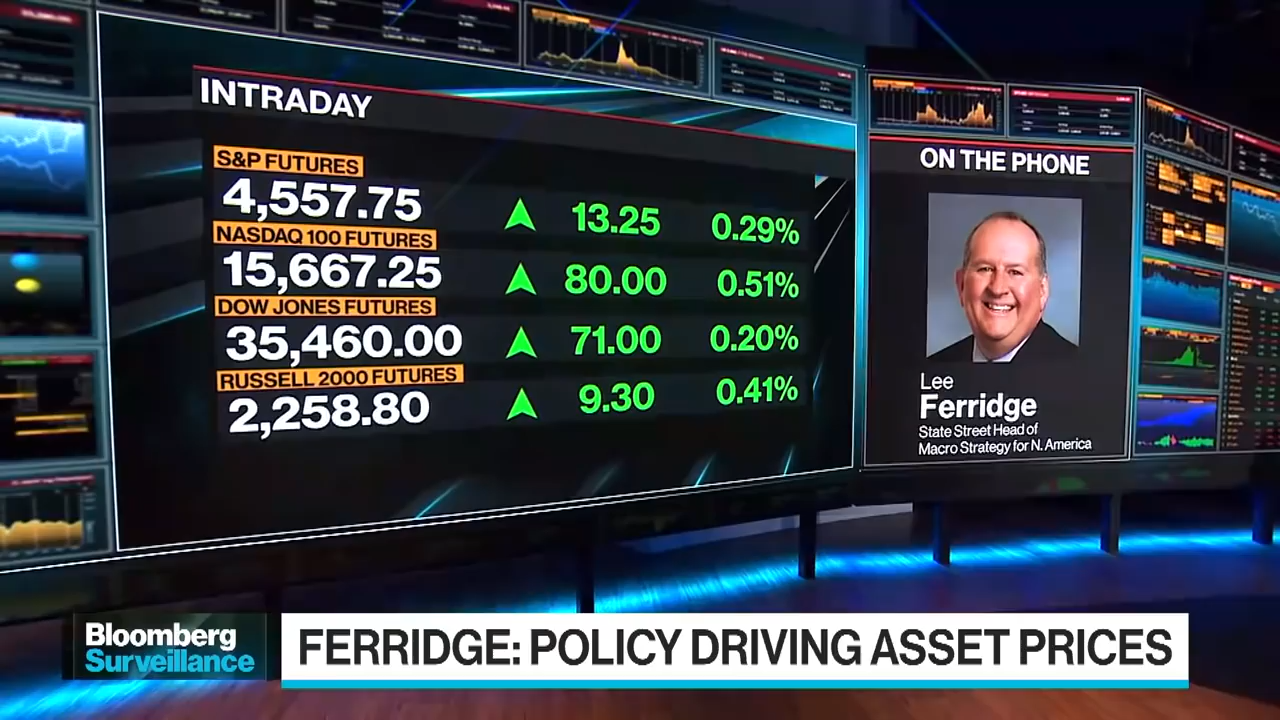 INTRADAY
S&P FUTURES
4,557.75 13.25 0.29%
NASDAQ 100 FUTURES
15,667.25 80.00 0.51%
DOW JONES FUTURES
35,460.00 71.00 0.20%
RUSSELL 2000 FUTURES
2,258.80 9.30 0.41%
ON THE PHONE
Lee
Ferridge
State Street Head of
Macro Strategy for N. America
Bloomberg
Surveillance
FERRIDGE: POLICY DRIVING ASSET PRICES